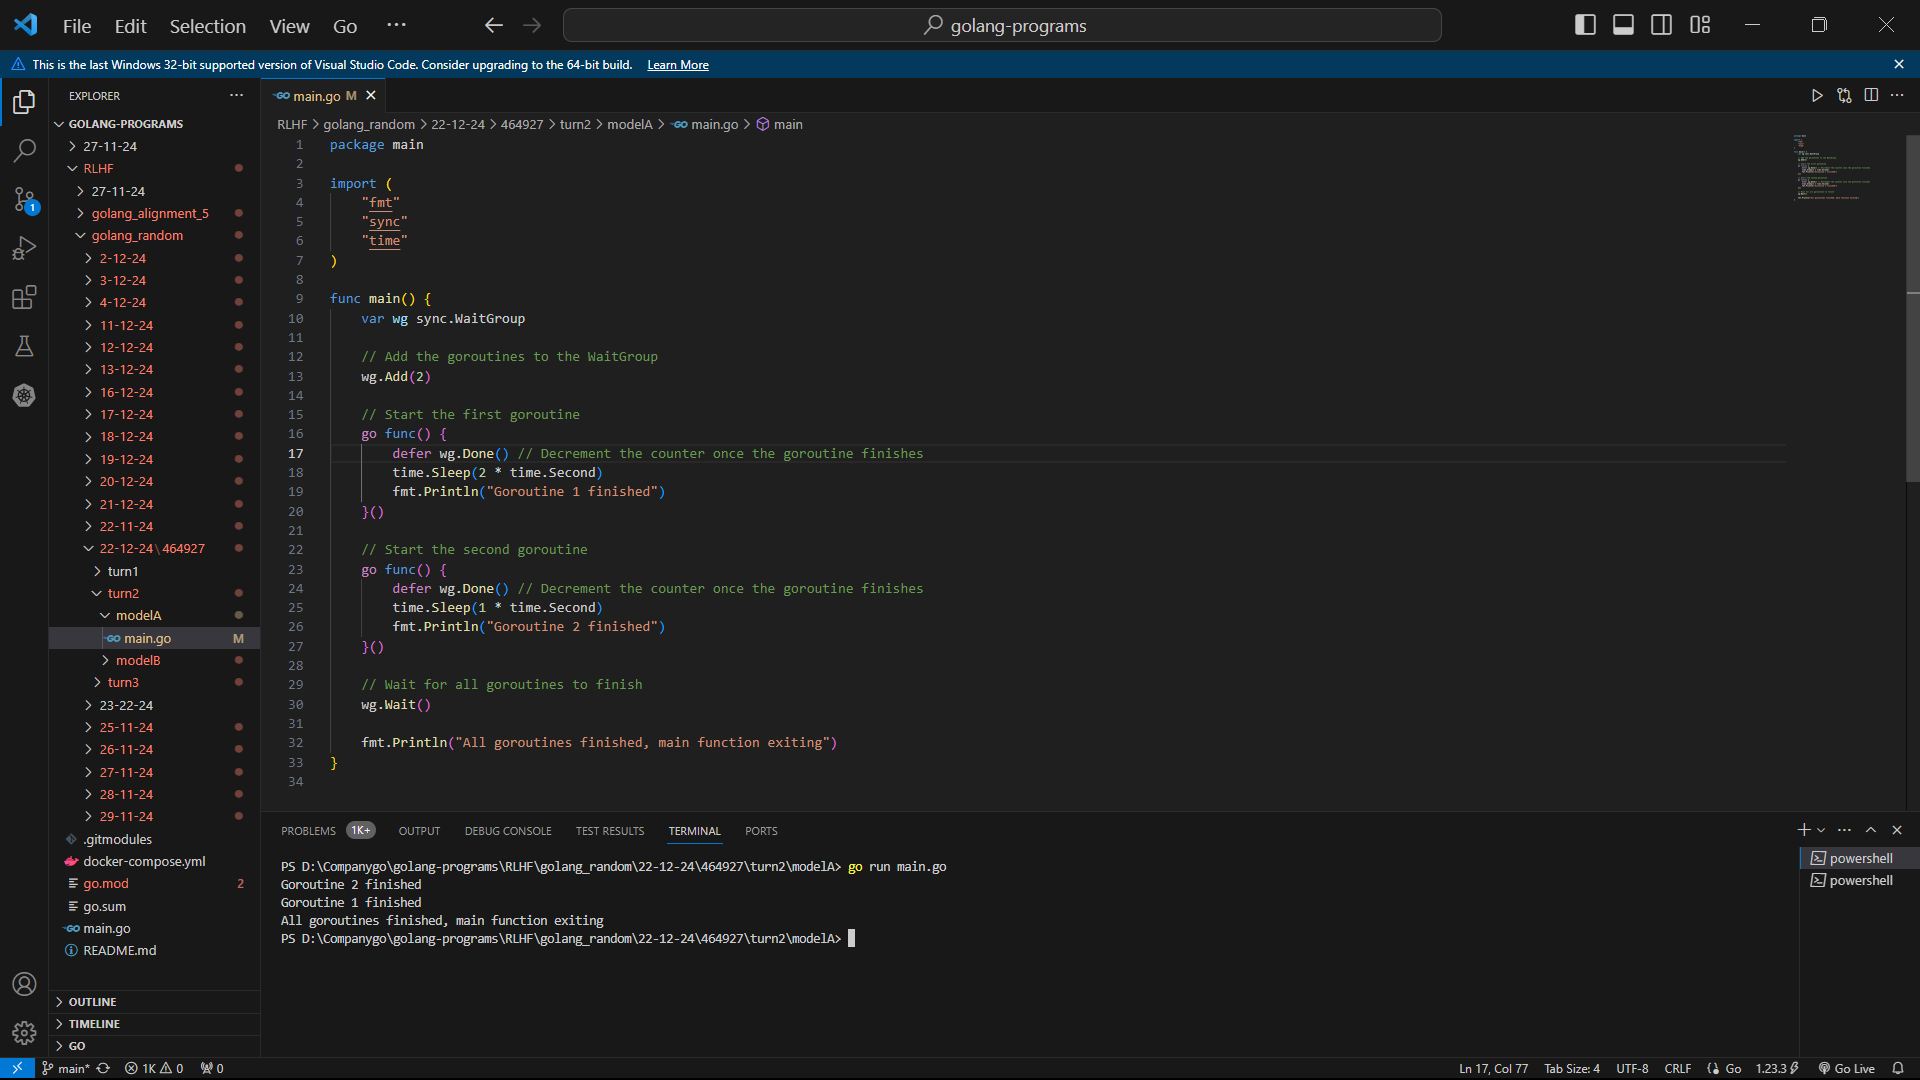 File Edit Selection View Go ···
golang-programs
This is the last Windows 32-bit supported version of Visual Studio Code. Consider upgrading to the 64-bit build. Learn More
EXPLORER
GOLANG-PROGRAMS
27-11-24
RLHF
27-11-24
golang_alignment_5
golang_random
2-12-24
3-12-24
4-12-24
11-12-24
12-12-24
13-12-24
16-12-24
17-12-24
18-12-24
19-12-24
20-12-24
21-12-24
22-11-24
22-12-24\464927
turn1
turn2
modelA
main.go M
modelB
turn3
23-22-24
25-11-24
26-11-24
27-11-24
28-11-24
29-11-24
.gitmodules
docker-compose.yml
go.mod 2
go.sum
main.go
README.md
OUTLINE
TIMELINE
GO
1
main.go M
RLHF > golang_random > 22-12-24 > 464927 > turn2 > modelA > main.go > main
1 package main
2
3 import (
4     "fmt"
5     "sync"
6     "time"
7 )
8
9 func main() {
10     var wg sync.WaitGroup
11
12     // Add the goroutines to the WaitGroup
13     wg.Add(2)
14
15     // Start the first goroutine
16     go func() {
17         defer wg.Done() // Decrement the counter once the goroutine finishes
18         time.Sleep(2 * time.Second)
19         fmt.Println("Goroutine 1 finished")
20     }()
21
22     // Start the second goroutine
23     go func() {
24         defer wg.Done() // Decrement the counter once the goroutine finishes
25         time.Sleep(1 * time.Second)
26         fmt.Println("Goroutine 2 finished")
27     }()
28
29     // Wait for all goroutines to finish
30     wg.Wait()
31
32     fmt.Println("All goroutines finished, main function exiting")
33 }
34
PROBLEMS 1K+ OUTPUT DEBUG CONSOLE TEST RESULTS TERMINAL PORTS
PS D:\Companygo\golang-programs\RLHF\golang_random\22-12-24\464927\turn2\modelA> go run main.go
Goroutine 2 finished
Goroutine 1 finished
All goroutines finished, main function exiting
PS D:\Companygo\golang-programs\RLHF\golang_random\22-12-24\464927\turn2\modelA>
powershell
powershell
main* 1K 0 0 Ln 17, Col 77 Tab Size: 4 UTF-8 CRLF Go 1.23.3 Go Live